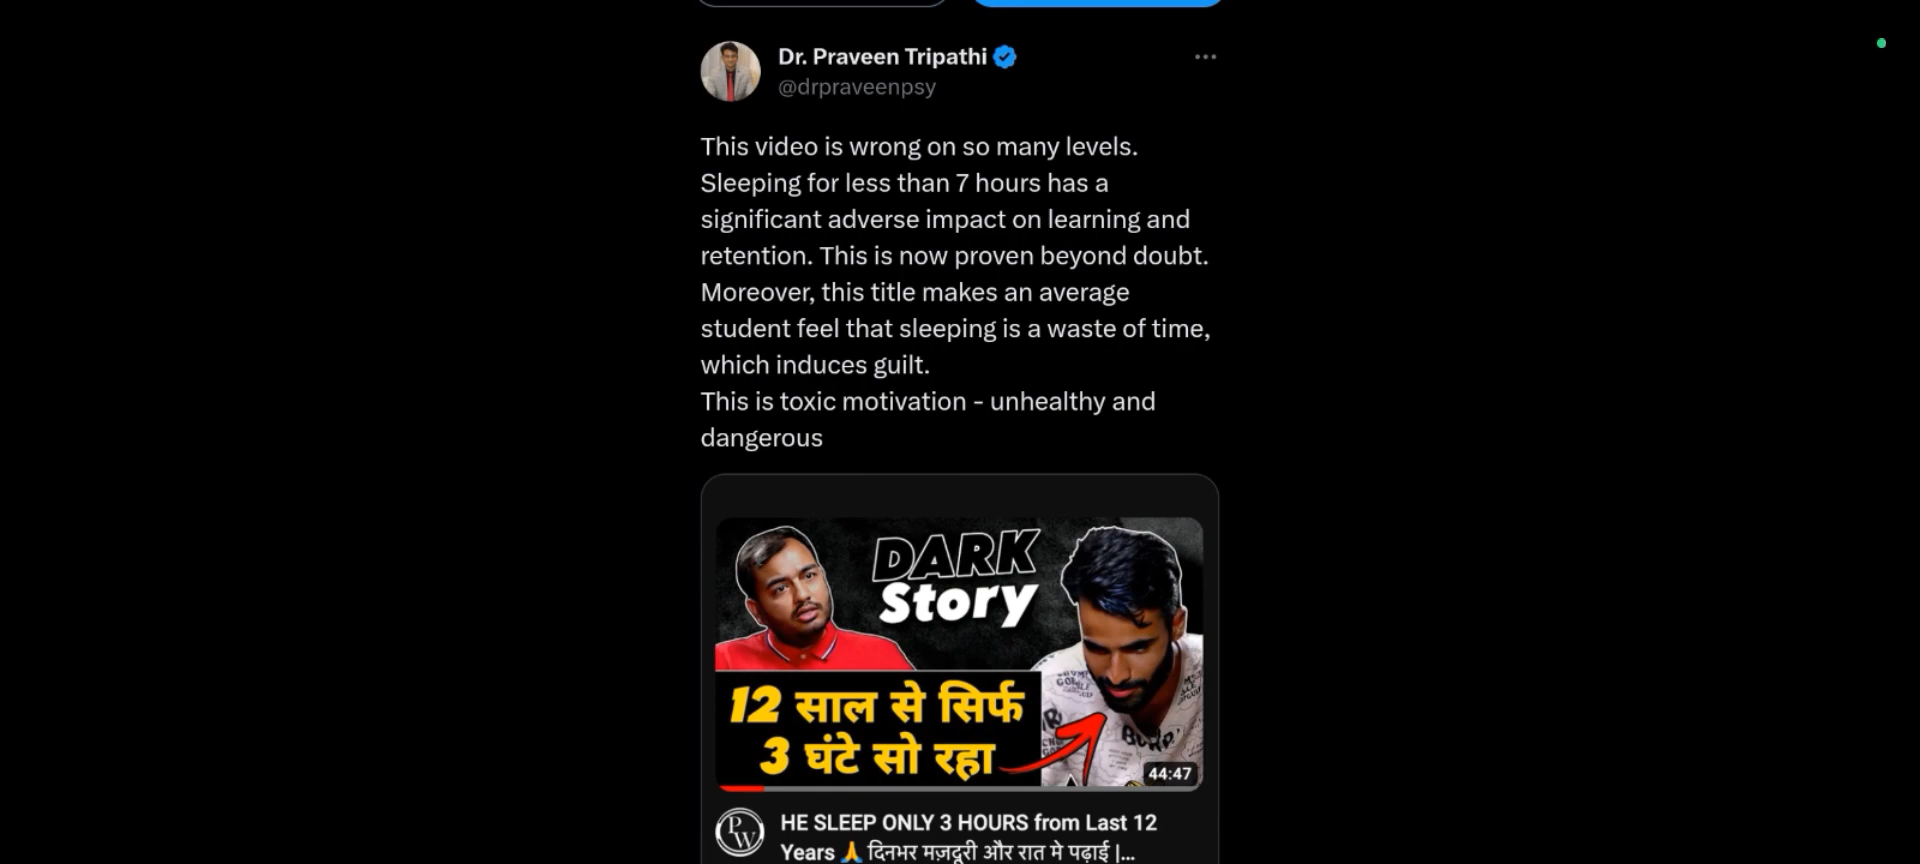 Dr. Praveen Tripathi
@drpraveenpsy
This video is wrong on so many levels.
Sleeping for less than 7 hours has a
significant adverse impact on learning and
retention. This is now proven beyond doubt.
Moreover, this title makes an average
student feel that sleeping is a waste of time,
which induces guilt.
This is toxic motivation - unhealthy and
dangerous
DARK
Story
12 साल से सिर्फ
3 घंटे सो रहा
44:47
PW
HE SLEEP ONLY 3 HOURS from Last 12
Years 🙏 दिनभर मज़दूरी और रात मे पढ़ाई |...